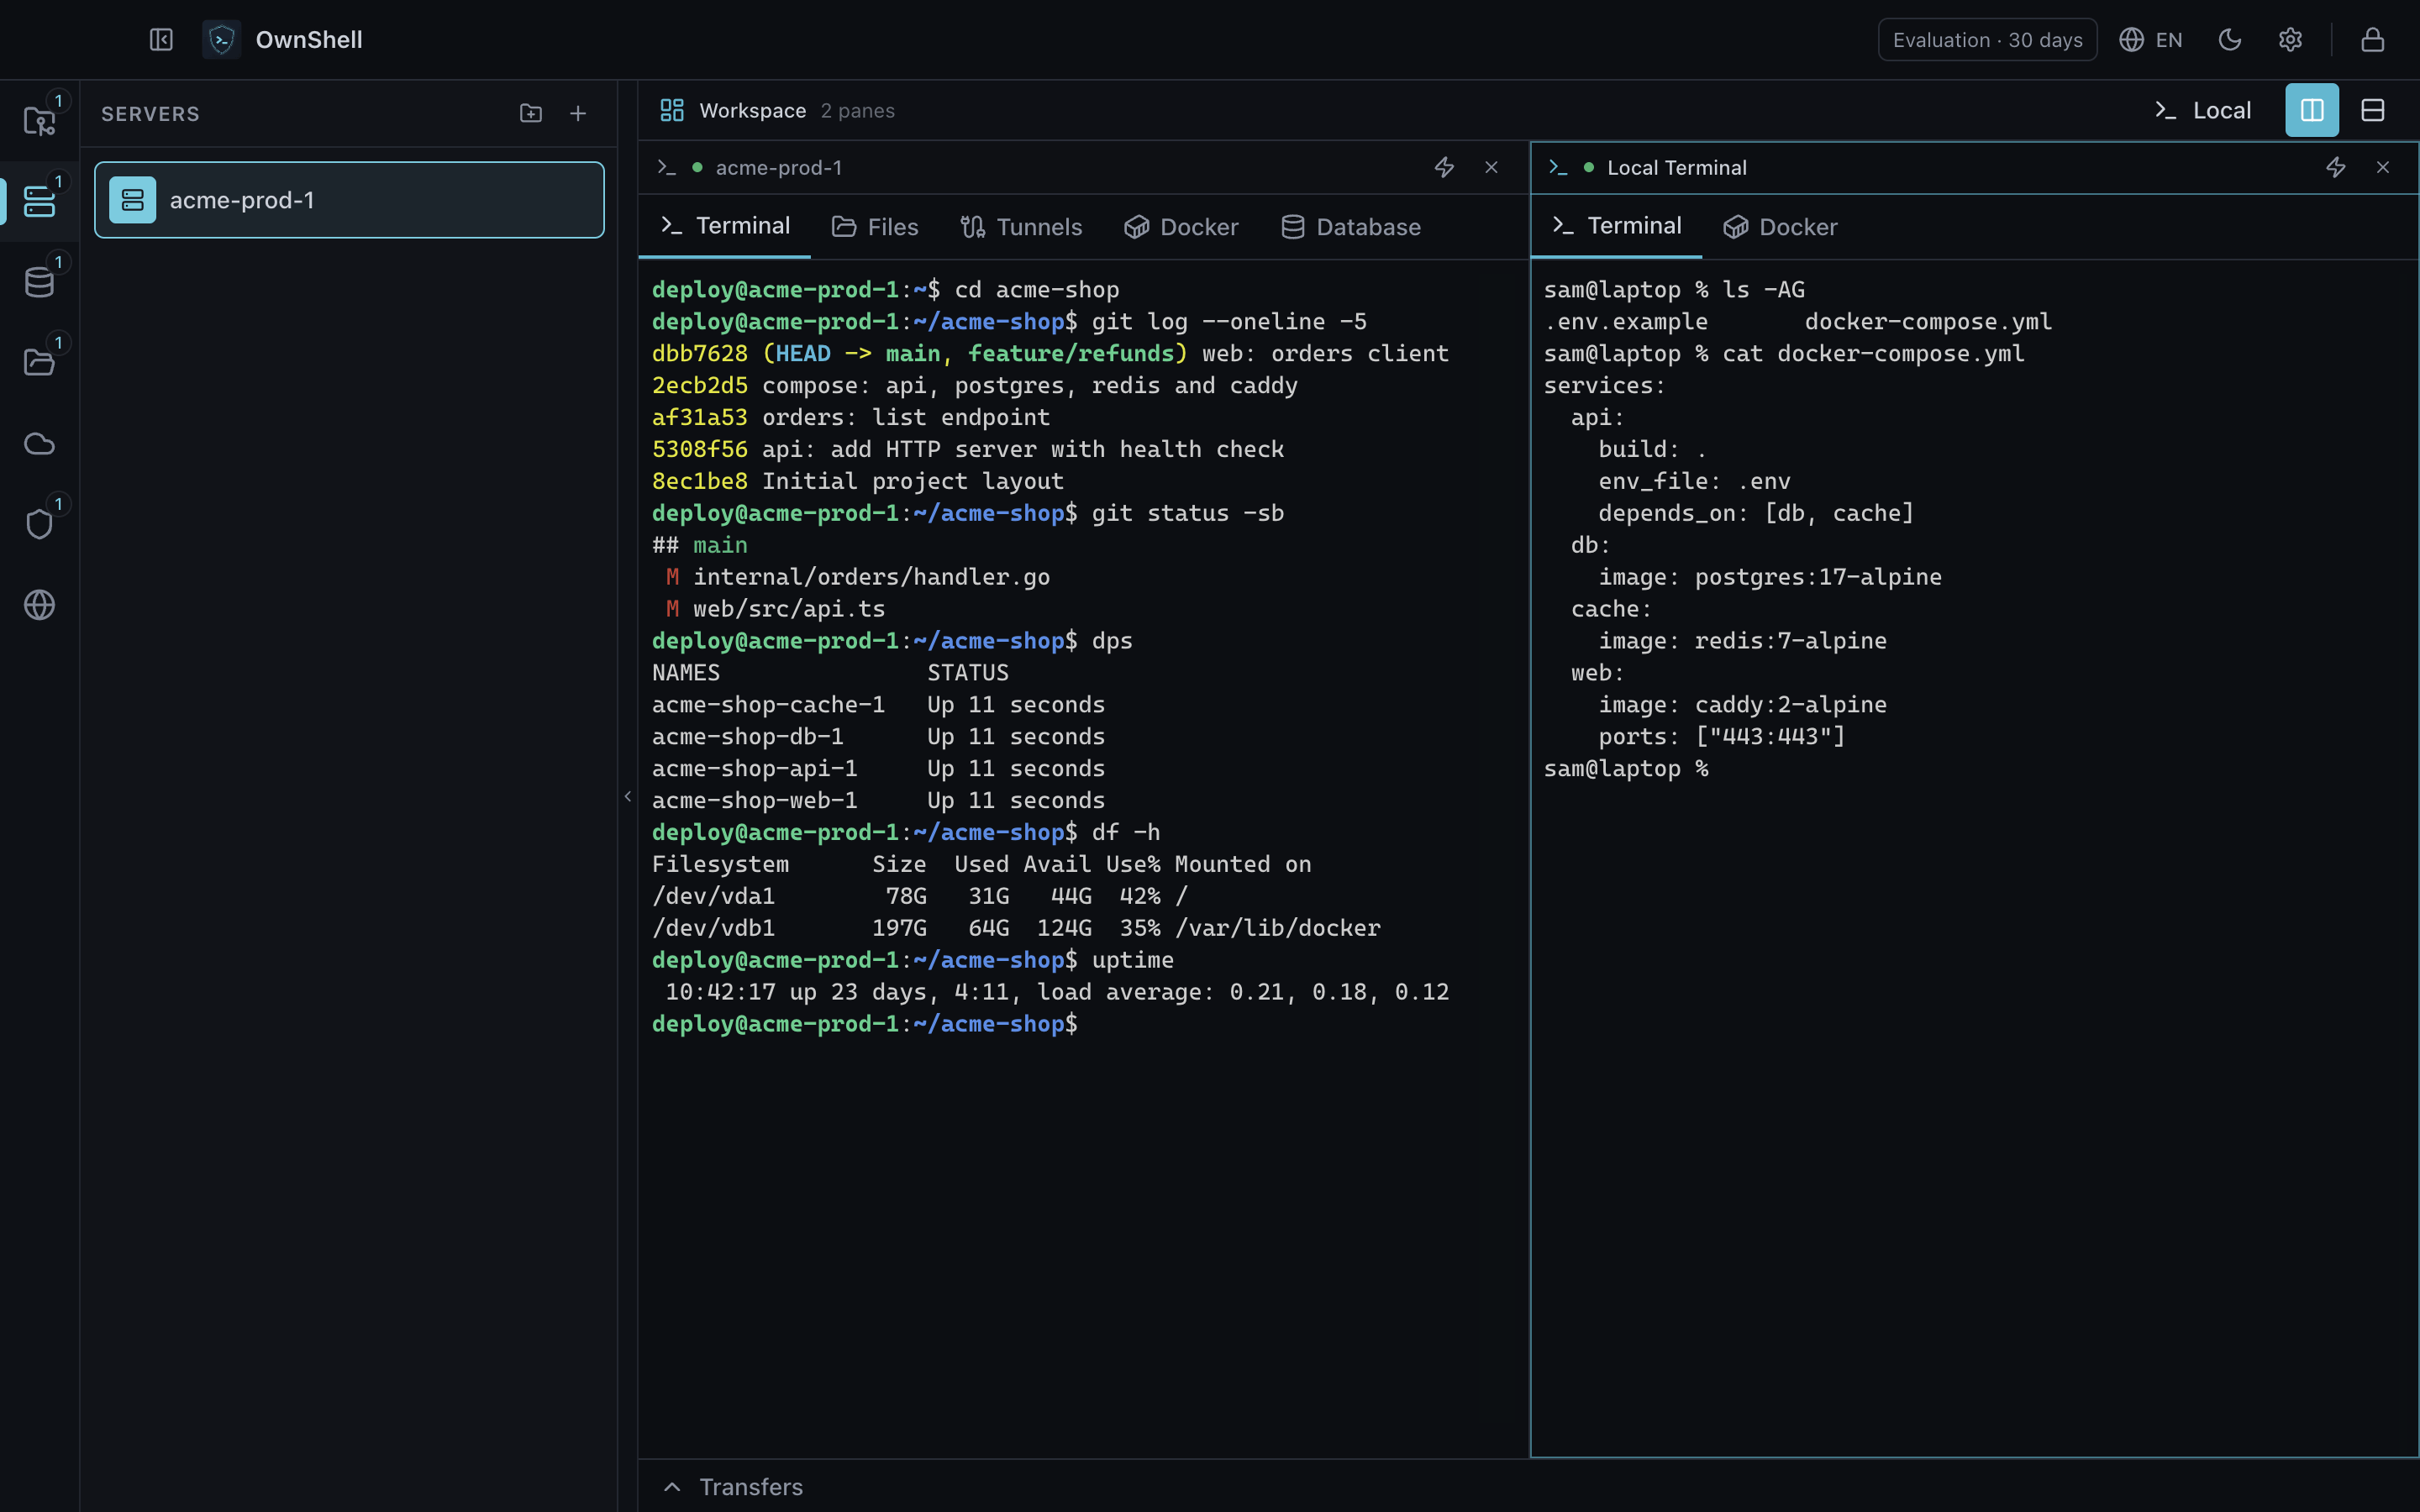 OwnShell
Evaluation · 30 days
EN
1
1
1
1
1
SERVERS
acme-prod-1
Workspace 2 panes
Local
acme-prod-1
Terminal Files Tunnels Docker Database
deploy@acme-prod-1:~$ cd acme-shop
deploy@acme-prod-1:~/acme-shop$ git log --oneline -5
dbb7628 (HEAD -> main, feature/refunds) web: orders client
2ecb2d5 compose: api, postgres, redis and caddy
af31a53 orders: list endpoint
5308f56 api: add HTTP server with health check
8ec1be8 Initial project layout
deploy@acme-prod-1:~/acme-shop$ git status -sb
## main
 M internal/orders/handler.go
 M web/src/api.ts
deploy@acme-prod-1:~/acme-shop$ dps
NAMES               STATUS
acme-shop-cache-1   Up 11 seconds
acme-shop-db-1      Up 11 seconds
acme-shop-api-1     Up 11 seconds
acme-shop-web-1     Up 11 seconds
deploy@acme-prod-1:~/acme-shop$ df -h
Filesystem      Size  Used Avail Use% Mounted on
/dev/vda1        78G   31G   44G  42% /
/dev/vdb1       197G   64G  124G  35% /var/lib/docker
deploy@acme-prod-1:~/acme-shop$ uptime
 10:42:17 up 23 days, 4:11, load average: 0.21, 0.18, 0.12
deploy@acme-prod-1:~/acme-shop$
Local Terminal
Terminal Docker
sam@laptop % ls -AG
.env.example       docker-compose.yml
sam@laptop % cat docker-compose.yml
services:
  api:
    build: .
    env_file: .env
    depends_on: [db, cache]
  db:
    image: postgres:17-alpine
  cache:
    image: redis:7-alpine
  web:
    image: caddy:2-alpine
    ports: ["443:443"]
sam@laptop %
Transfers